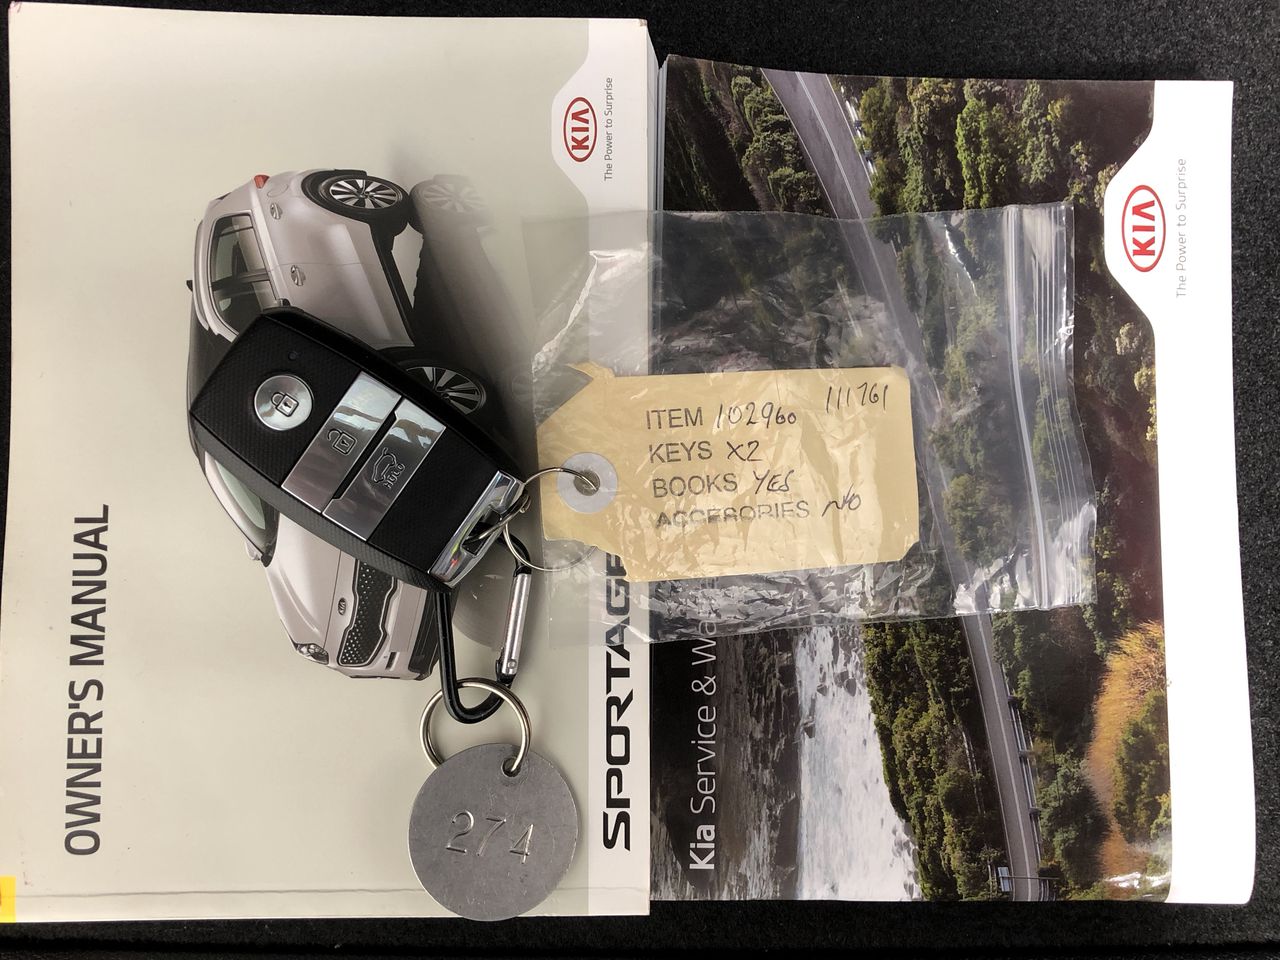 OWNER'S MANUAL
SPORTAGE
KIA
The Power to Surprise
KIA
The Power to Surprise
Kia Service & Wa
ITEM 102960 111761
KEYS X2
BOOKS YES
ACCESSORIES NO
274
KIA